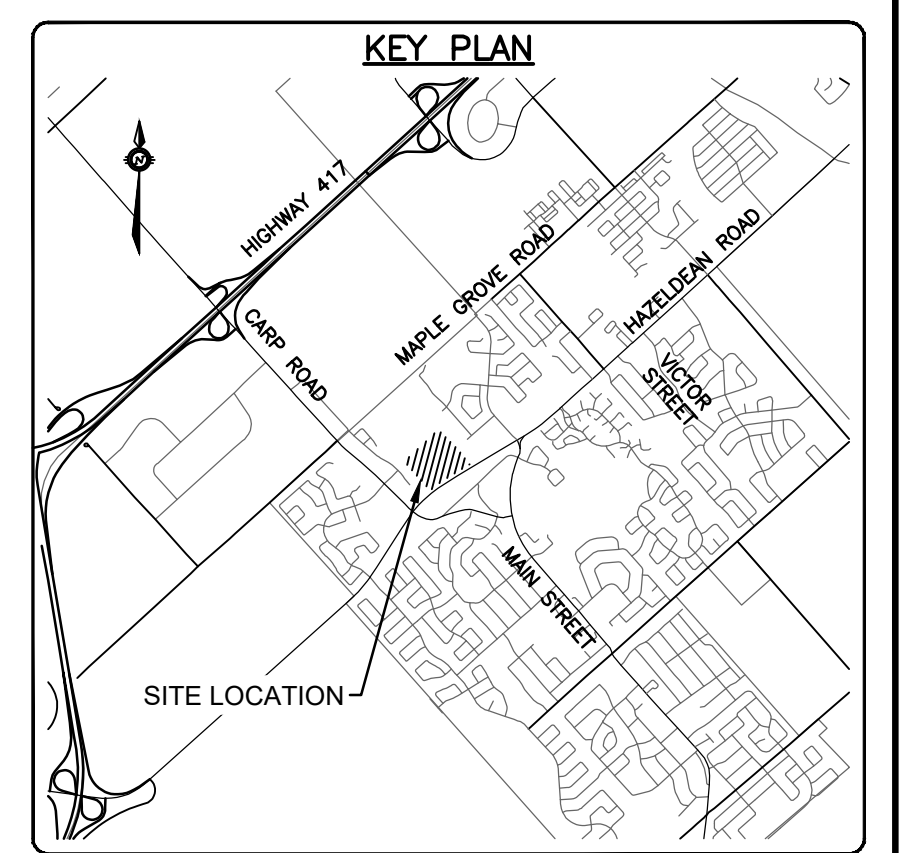 KEY PLAN
N
HIGHWAY 417
CARP ROAD
MAPLE GROVE ROAD
HAZELDEAN ROAD
VICTOR
STREET
MAIN STREET
SITE LOCATION